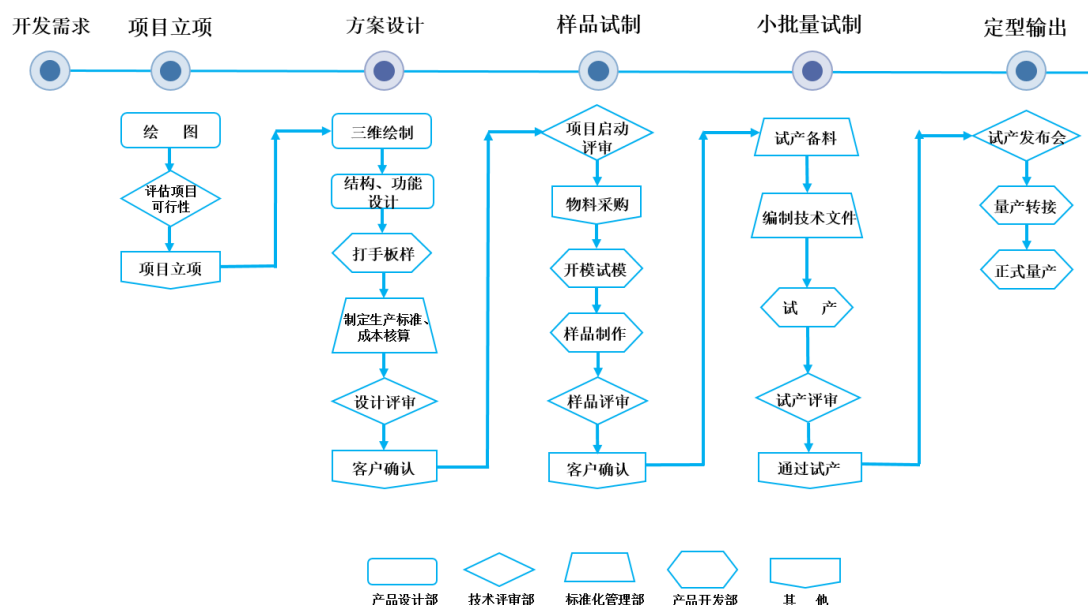 开发需求
项目立项
方案设计
样品试制
小批量试制
定型输出
绘 图
评估项目
可行性
项目立项
三维绘制
结构、功能
设计
打手板样
制定生产标准、
成本核算
设计评审
客户确认
项目启动
评审
物料采购
开模试模
样品制作
样品评审
客户确认
试产备料
编制技术文件
试 产
试产评审
通过试产
试产发布会
量产转接
正式量产
产品设计部
技术评审部
标准化管理部
产品开发部
其 他